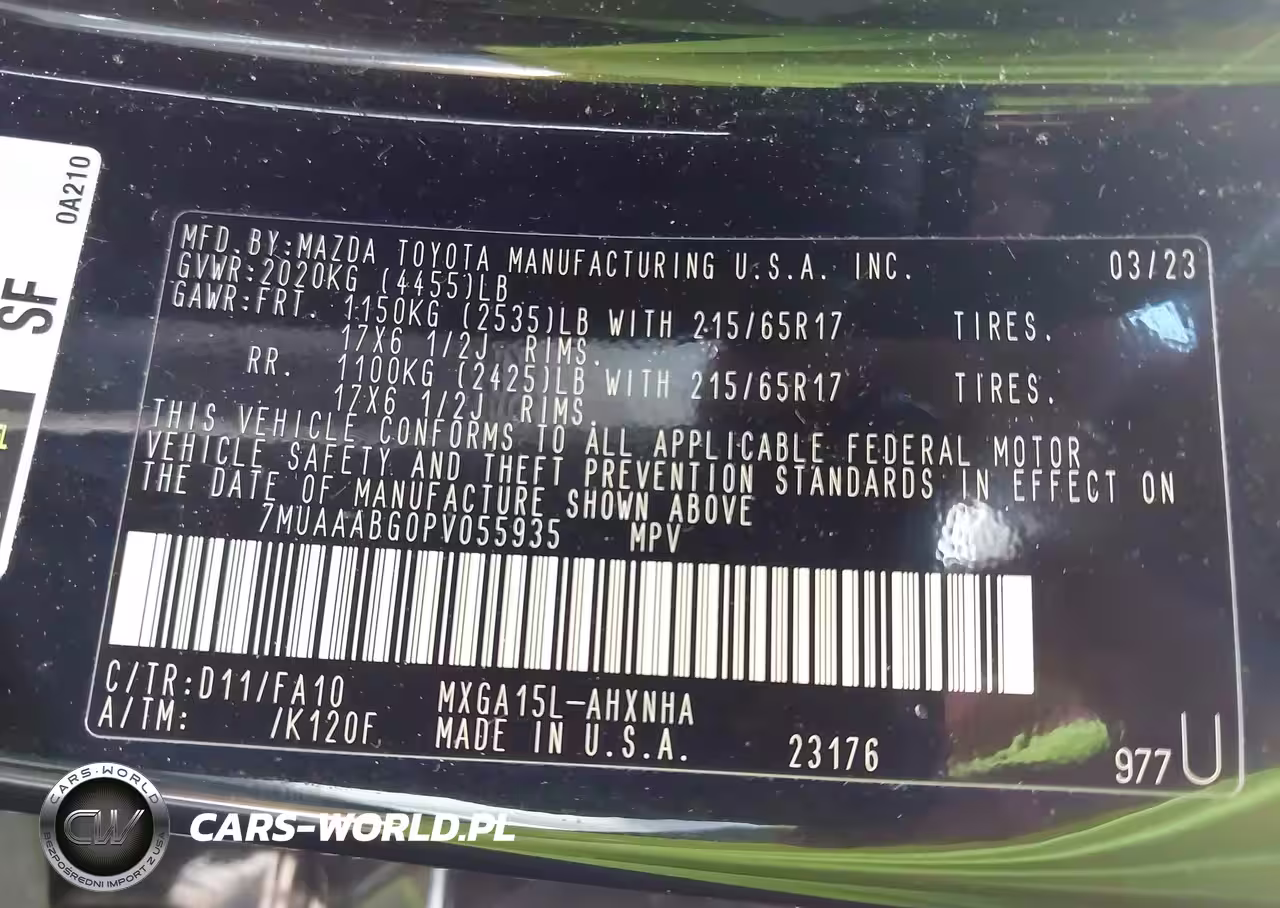 0A210
SF
MFD.BY:MAZDA TOYOTA MANUFACTURING U.S.A. INC. 03/23
GVWR:2020KG (4455)LB
GAWR:FRT. 1150KG (2535)LB WITH 215/65R17 TIRES.
17X6 1/2J RIMS.
RR. 1100KG (2425)LB WITH 215/65R17 TIRES.
17X6 1/2J RIMS.
THIS VEHICLE CONFORMS TO ALL APPLICABLE FEDERAL MOTOR
VEHICLE SAFETY AND THEFT PREVENTION STANDARDS IN EFFECT ON
THE DATE OF MANUFACTURE SHOWN ABOVE
7MUAAABG0PV055935 MPV
C/TR:D11/FA10 MXGA15L-AHXNHA
A/TM: /K120F MADE IN U.S.A. 23176 977 U
CARS-WORLD
CW
BEZPOŚREDNI IMPORT Z USA
CARS-WORLD.PL